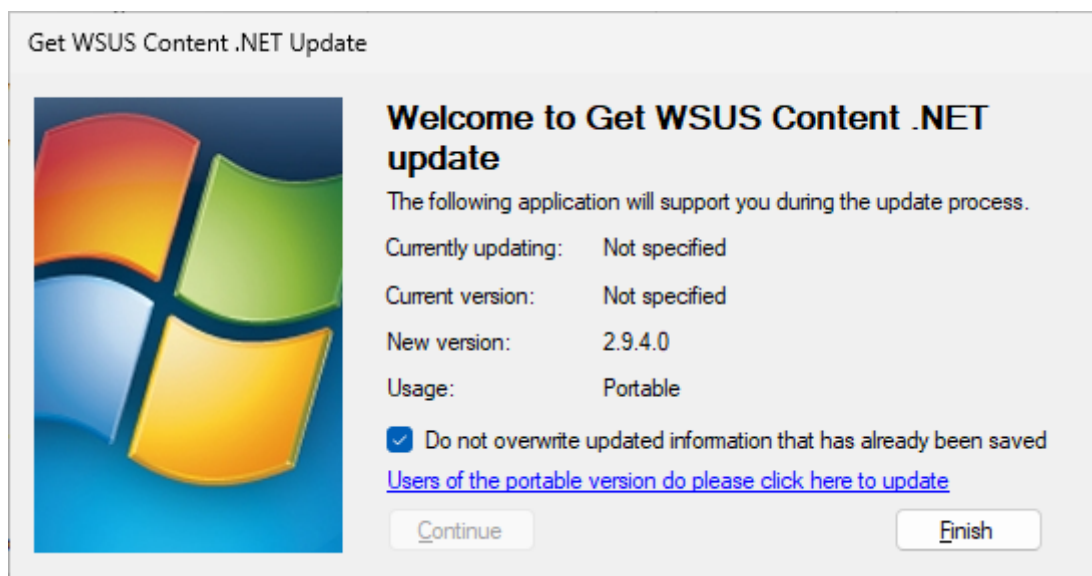 Get WSUS Content .NET Update
Welcome to Get WSUS Content .NET
update
The following application will support you during the update process.
Currently updating: Not specified
Current version: Not specified
New version: 2.9.4.0
Usage: Portable
Do not overwrite updated information that has already been saved
Users of the portable version do please click here to update
Continue
Finish